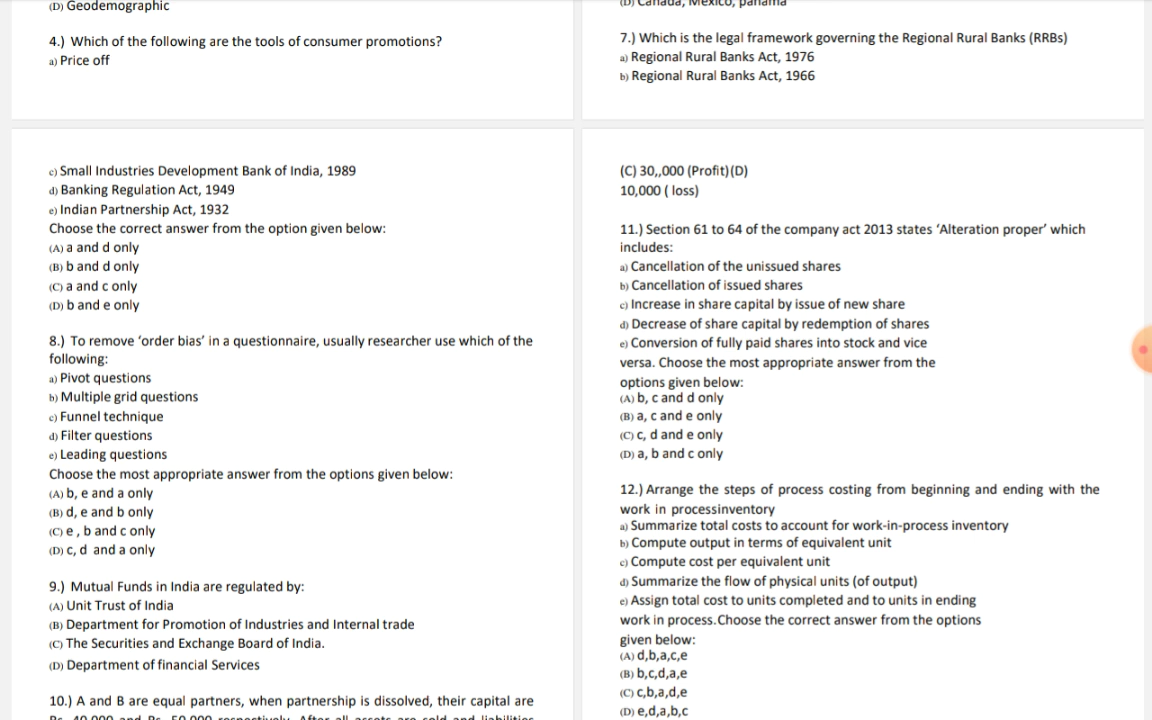 (D) Geodemographic
4.) Which of the following are the tools of consumer promotions?
a) Price off
(D) Canada, Mexico, panama
7.) Which is the legal framework governing the Regional Rural Banks (RRBs)
a) Regional Rural Banks Act, 1976
b) Regional Rural Banks Act, 1966
c) Small Industries Development Bank of India, 1989
d) Banking Regulation Act, 1949
e) Indian Partnership Act, 1932
Choose the correct answer from the option given below:
(A) a and d only
(B) b and d only
(C) a and c only
(D) b and e only
8.) To remove ‘order bias’ in a questionnaire, usually researcher use which of the
following:
a) Pivot questions
b) Multiple grid questions
c) Funnel technique
d) Filter questions
e) Leading questions
Choose the most appropriate answer from the options given below:
(A) b, e and a only
(B) d, e and b only
(C) e , b and c only
(D) c, d and a only
9.) Mutual Funds in India are regulated by:
(A) Unit Trust of India
(B) Department for Promotion of Industries and Internal trade
(C) The Securities and Exchange Board of India.
(D) Department of financial Services
10.) A and B are equal partners, when partnership is dissolved, their capital are
Rs. 40,000 and Rs. 50,000 respectively. After all assets are sold and liabilities
(C) 30,,000 (Profit)(D)
10,000 ( loss)
11.) Section 61 to 64 of the company act 2013 states ‘Alteration proper’ which
includes:
a) Cancellation of the unissued shares
b) Cancellation of issued shares
c) Increase in share capital by issue of new share
d) Decrease of share capital by redemption of shares
e) Conversion of fully paid shares into stock and vice
versa. Choose the most appropriate answer from the
options given below:
(A) b, c and d only
(B) a, c and e only
(C) c, d and e only
(D) a, b and c only
12.) Arrange the steps of process costing from beginning and ending with the
work in processinventory
a) Summarize total costs to account for work-in-process inventory
b) Compute output in terms of equivalent unit
c) Compute cost per equivalent unit
d) Summarize the flow of physical units (of output)
e) Assign total cost to units completed and to units in ending
work in process.Choose the correct answer from the options
given below:
(A) d,b,a,c,e
(B) b,c,d,a,e
(C) c,b,a,d,e
(D) e,d,a,b,c